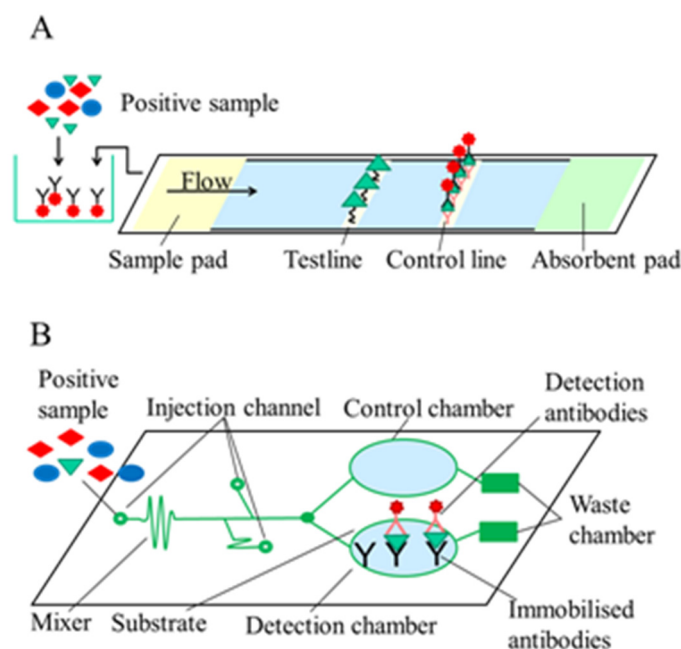 A
Positive sample
Flow
Sample pad
Testline
Control line
Absorbent pad
B
Positive
sample
Injection channel
Control chamber
Detection
antibodies
Waste
chamber
Mixer
Substrate
Detection chamber
Immobilised
antibodies